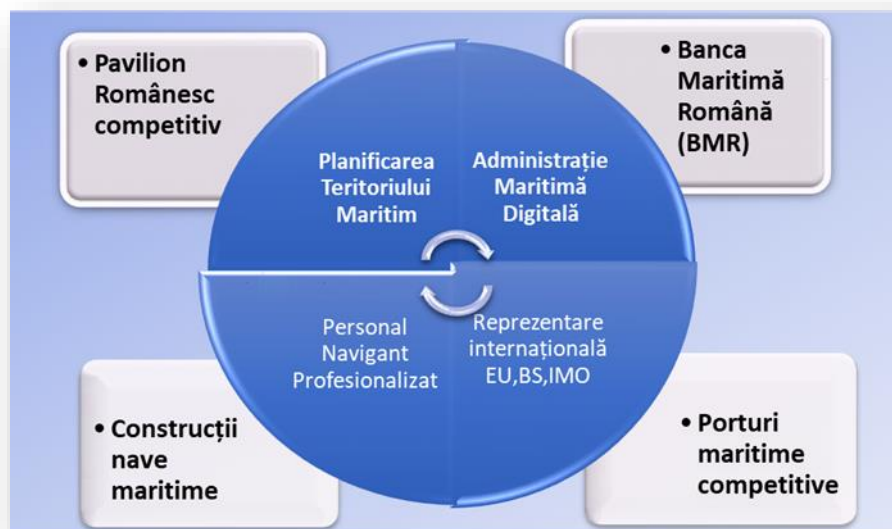 • Pavilion
Românesc
competitiv
• Banca
Maritimă
Română
(BMR)
Planificarea
Teritoriului
Maritim
Administrație
Maritimă
Digitală
Personal
Navigant
Profesionalizat
Reprezentare
internațională
EU,BS,IMO
• Construcții
nave
maritime
• Porturi
maritime
competitive